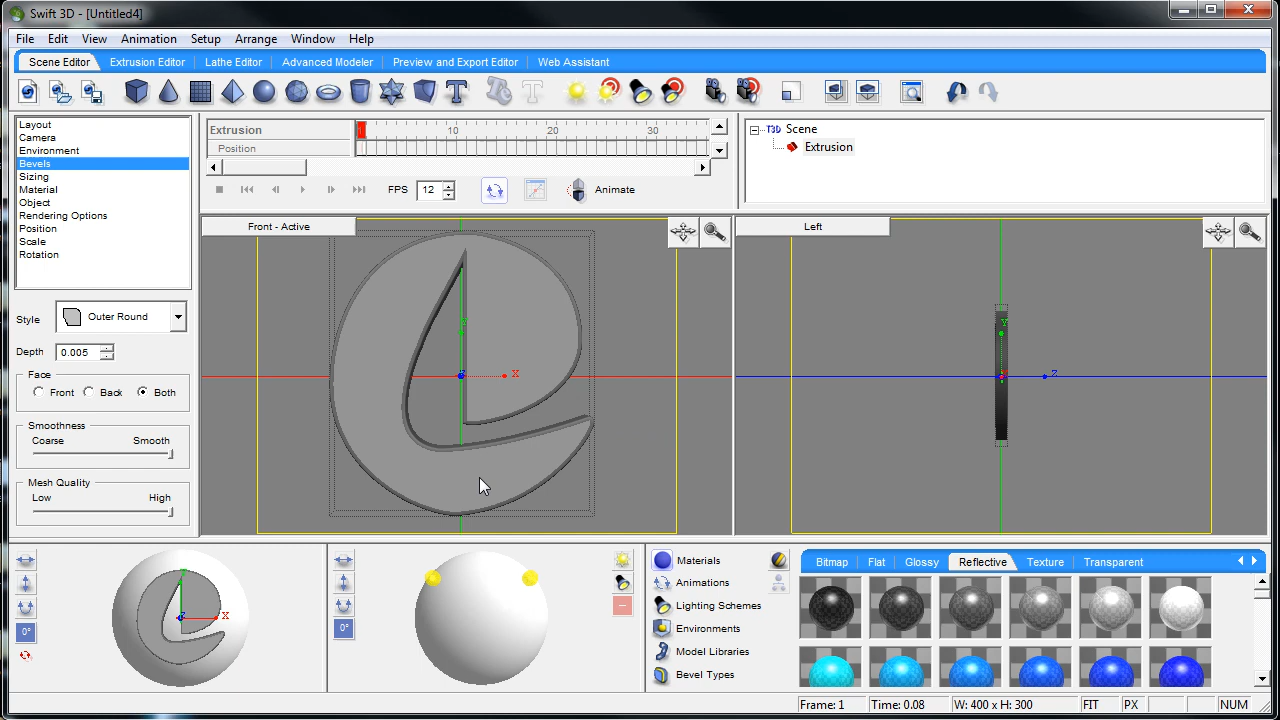 Swift 3D - [Untitled4]
File Edit View Animation Setup Arrange Window Help
Scene Editor Extrusion Editor Lathe Editor Advanced Modeler Preview and Export Editor Web Assistant
Layout
Camera
Environment
Bevels
Sizing
Material
Object
Rendering Options
Position
Scale
Rotation
Style Outer Round
Depth 0.005
Face
Front Back Both
Smoothness
Coarse Smooth
Mesh Quality
Low High
Extrusion 10 20 30
Position
FPS 12 Animate
Scene
Extrusion
Front - Active
Y
X
Left
Y
Z
X
Materials
Animations
Lighting Schemes
Environments
Model Libraries
Bevel Types
Bitmap Flat Glossy Reflective Texture Transparent
0°
0°
Frame: 1 Time: 0.08 W: 400 x H: 300 FIT PX NUM